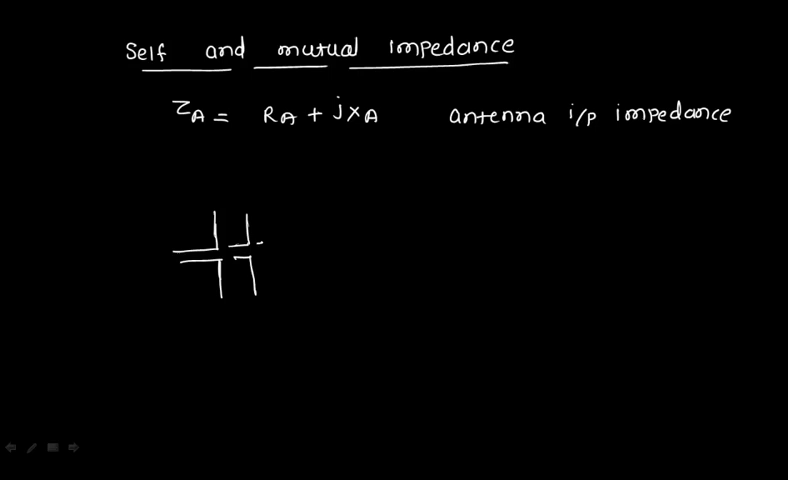 Self and mutual impedance
ZA = RA + jXA antenna i/p impedance